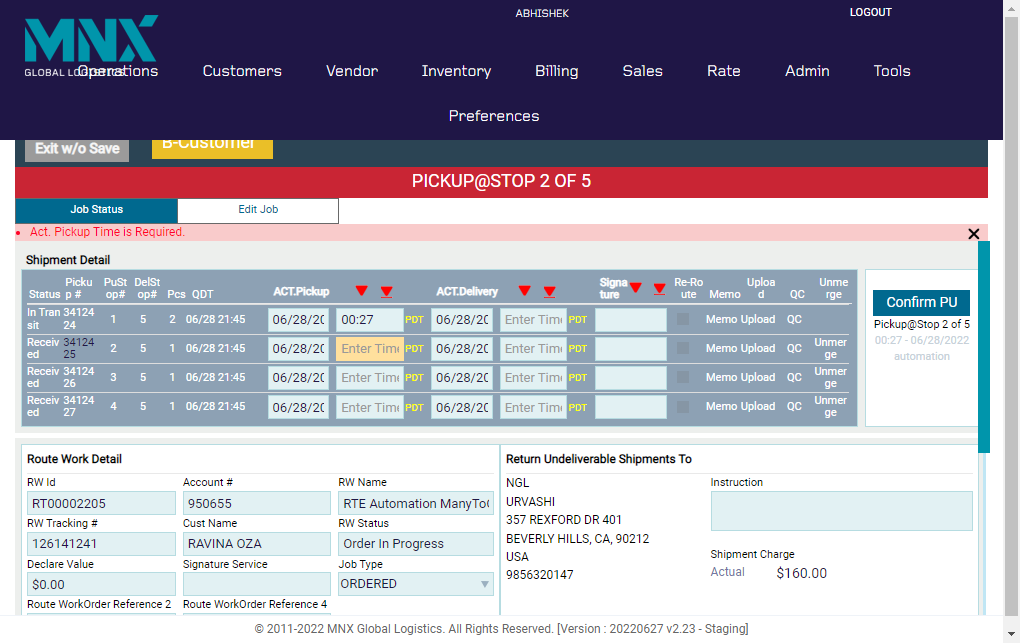 ABHISHEK
LOGOUT
MNX
GLOBAL LOGISTICS
Operations Customers Vendor Inventory Billing Sales Rate Admin Tools
Preferences
Exit w/o Save B-Customer
PICKUP@STOP 2 OF 5
Job Status Edit Job
Act. Pickup Time is Required.
Shipment Detail
Status Pickup # PuStop# DelStop# Pcs QDT ACT.Pickup ACT.Delivery Signature Re-Route Memo Upload QC Unmerge
In Transit 3412424 1 5 2 06/28 21:45 06/28/20 00:27 PDT 06/28/20 Enter Time PDT Memo Upload QC
Received 3412425 2 5 1 06/28 21:45 06/28/20 Enter Time PDT 06/28/20 Enter Time PDT Memo Upload QC Unmerge
Received 3412426 3 5 1 06/28 21:45 06/28/20 Enter Time PDT 06/28/20 Enter Time PDT Memo Upload QC Unmerge
Received 3412427 4 5 1 06/28 21:45 06/28/20 Enter Time PDT 06/28/20 Enter Time PDT Memo Upload QC Unmerge
Confirm PU
Pickup@Stop 2 of 5
00:27 - 06/28/2022
automation
Route Work Detail
RW Id Account # RW Name
RT00002205 950655 RTE Automation ManyToO
RW Tracking # Cust Name RW Status
126141241 RAVINA OZA Order In Progress
Declare Value Signature Service Job Type
$0.00 ORDERED
Route WorkOrder Reference 2 Route WorkOrder Reference 4
Return Undeliverable Shipments To
NGL
URVASHI
357 REXFORD DR 401
BEVERLY HILLS, CA, 90212
USA
9856320147
Instruction
Shipment Charge
Actual $160.00
© 2011-2022 MNX Global Logistics. All Rights Reserved. [Version : 20220627 v2.23 - Staging]